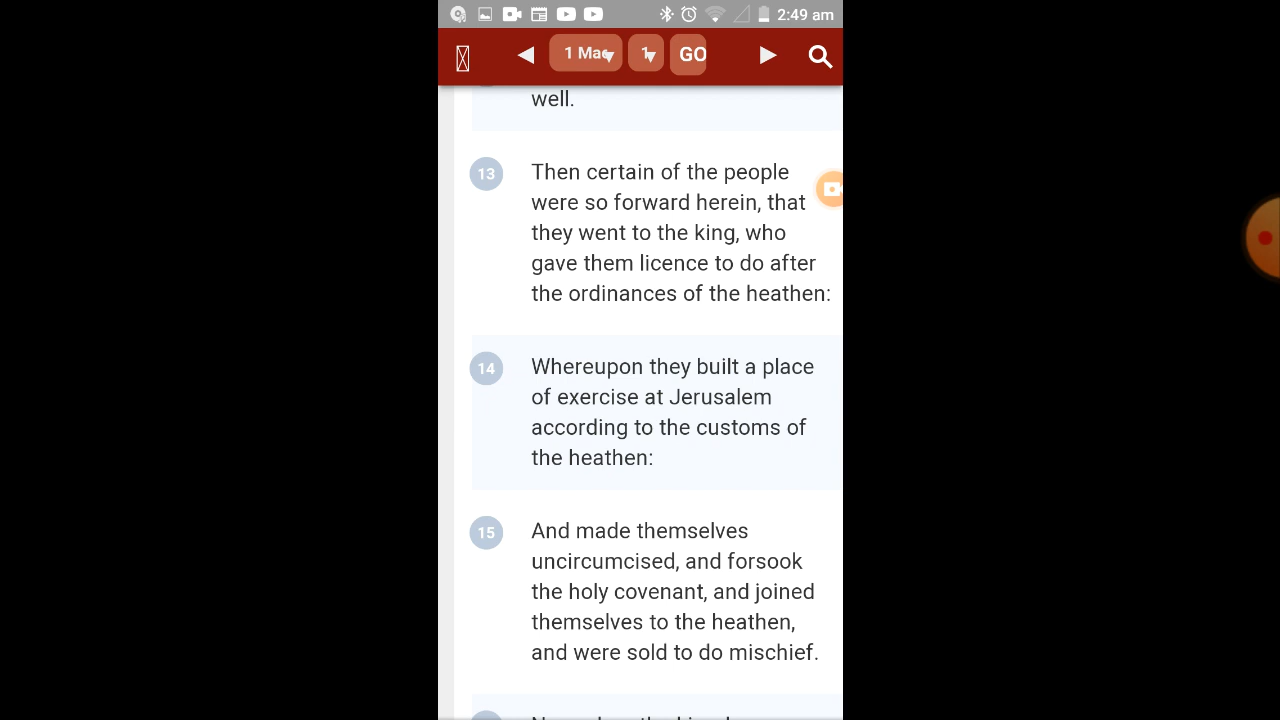 2:49 am
1 Mac
1
GO
well.
13 Then certain of the people
were so forward herein, that
they went to the king, who
gave them licence to do after
the ordinances of the heathen:
14 Whereupon they built a place
of exercise at Jerusalem
according to the customs of
the heathen:
15 And made themselves
uncircumcised, and forsook
the holy covenant, and joined
themselves to the heathen,
and were sold to do mischief.